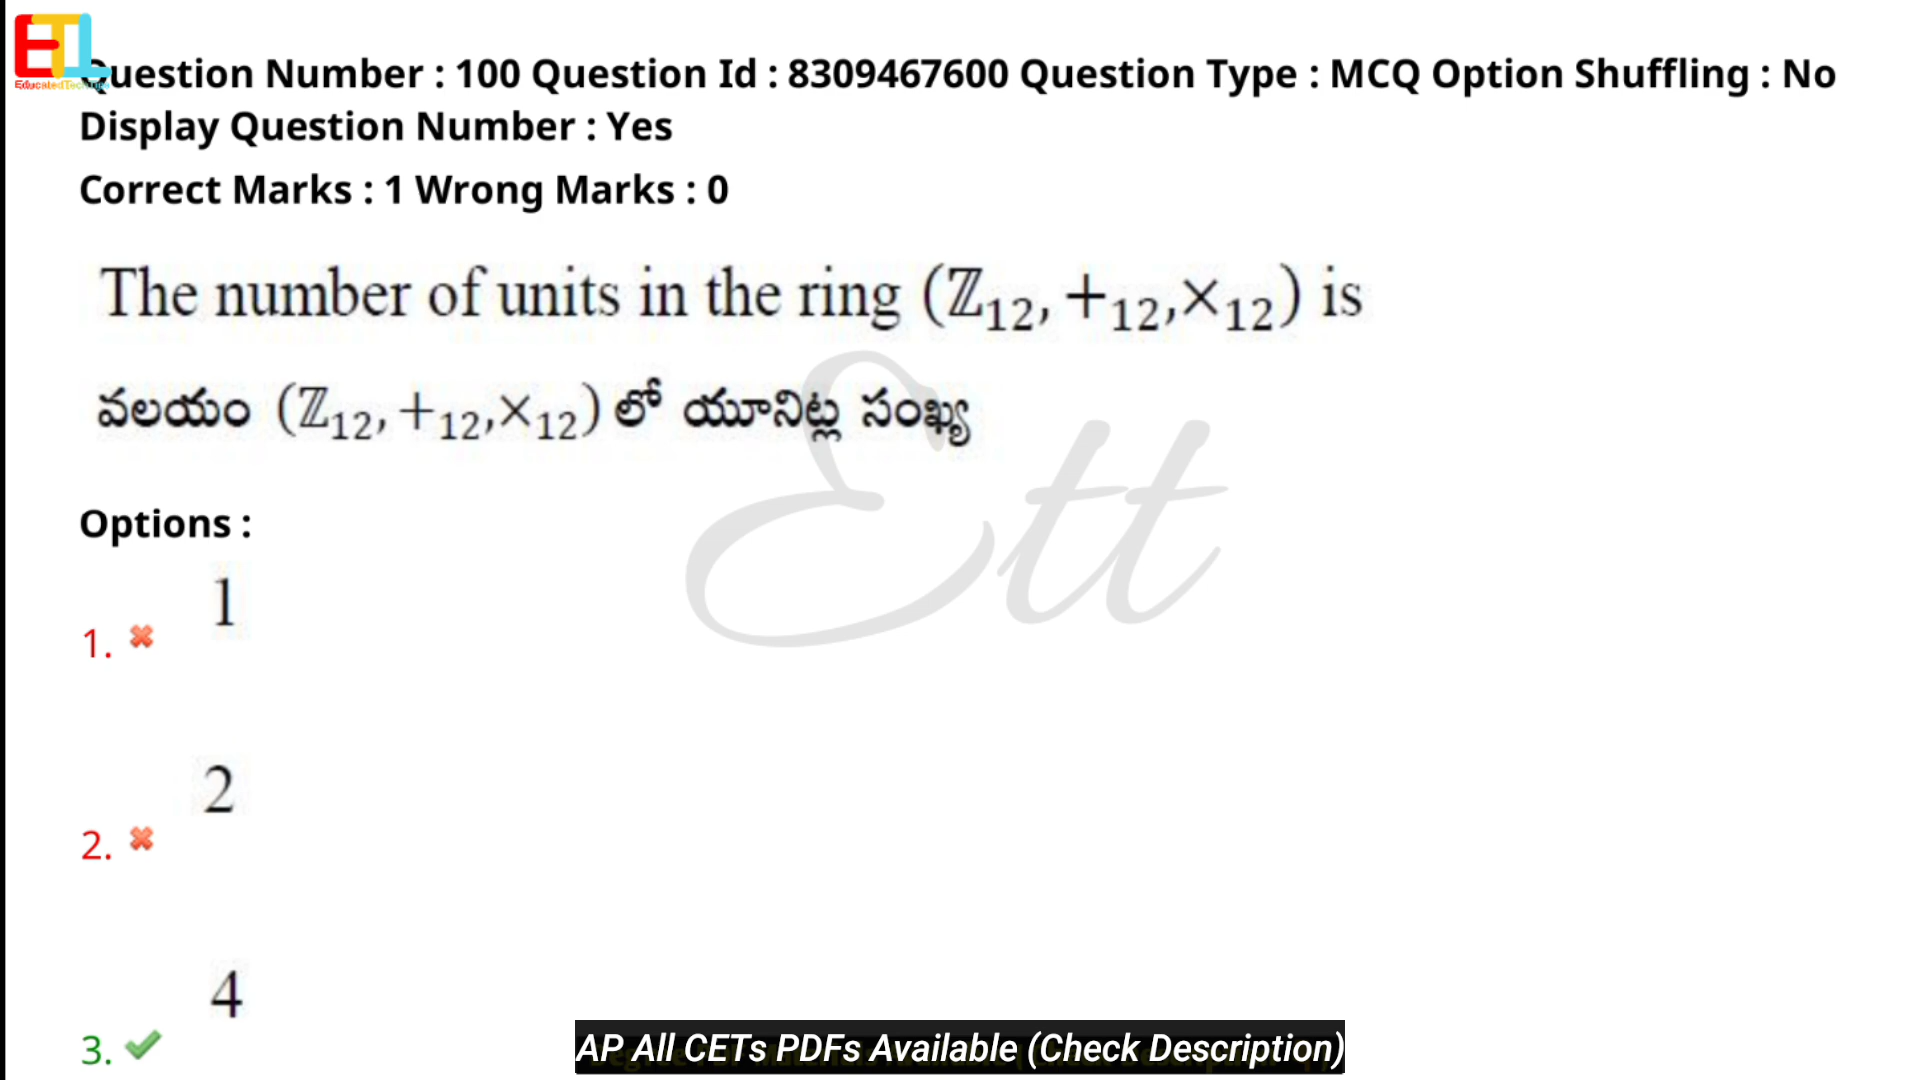 ETL
Question Number : 100 Question Id : 8309467600 Question Type : MCQ Option Shuffling : No
Display Question Number : Yes
Correct Marks : 1 Wrong Marks : 0
The number of units in the ring (ℤ₁₂, +₁₂,×₁₂) is
వలయం (ℤ₁₂, +₁₂,×₁₂) లో యూనిట్ల సంఖ్య
Ett
Options :
1
1. ✖
2
2. ✖
4
3. ✔
AP All CETs PDFs Available (Check Description)